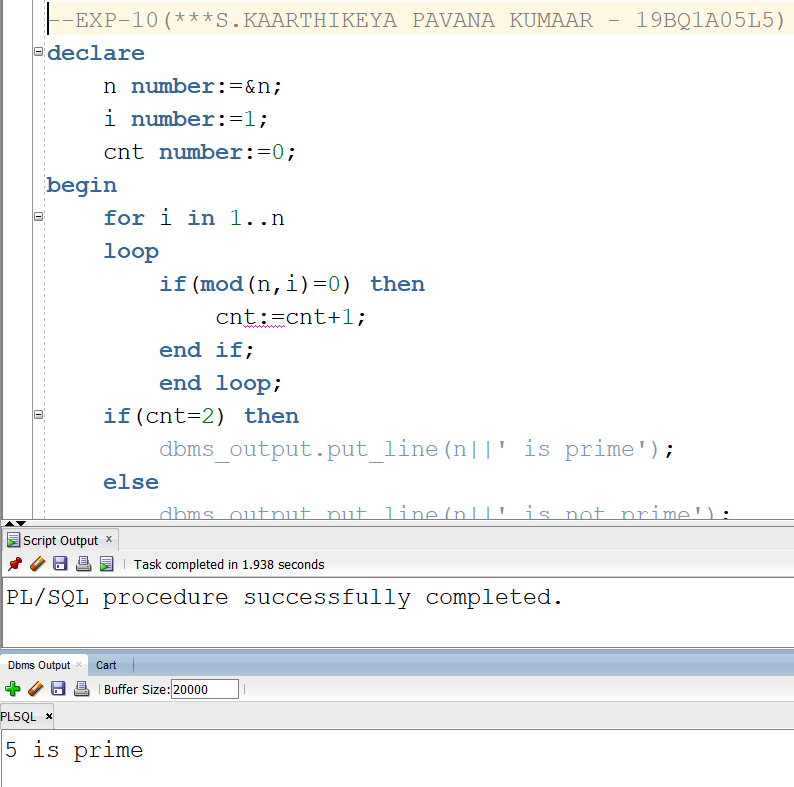 --EXP-10(***S.KAARTHIKEYA PAVANA KUMAAR - 19BQ1A05L5)
declare
n number:=&n;
i number:=1;
cnt number:=0;
begin
for i in 1..n
loop
if(mod(n,i)=0) then
cnt:=cnt+1;
end if;
end loop;
if(cnt=2) then
dbms_output.put_line(n||' is prime');
else
dbms_output.put_line(n||' is not prime');
Script Output x
Task completed in 1.938 seconds
PL/SQL procedure successfully completed.
Dbms Output x Cart
Buffer Size: 20000
PLSQL x
5 is prime